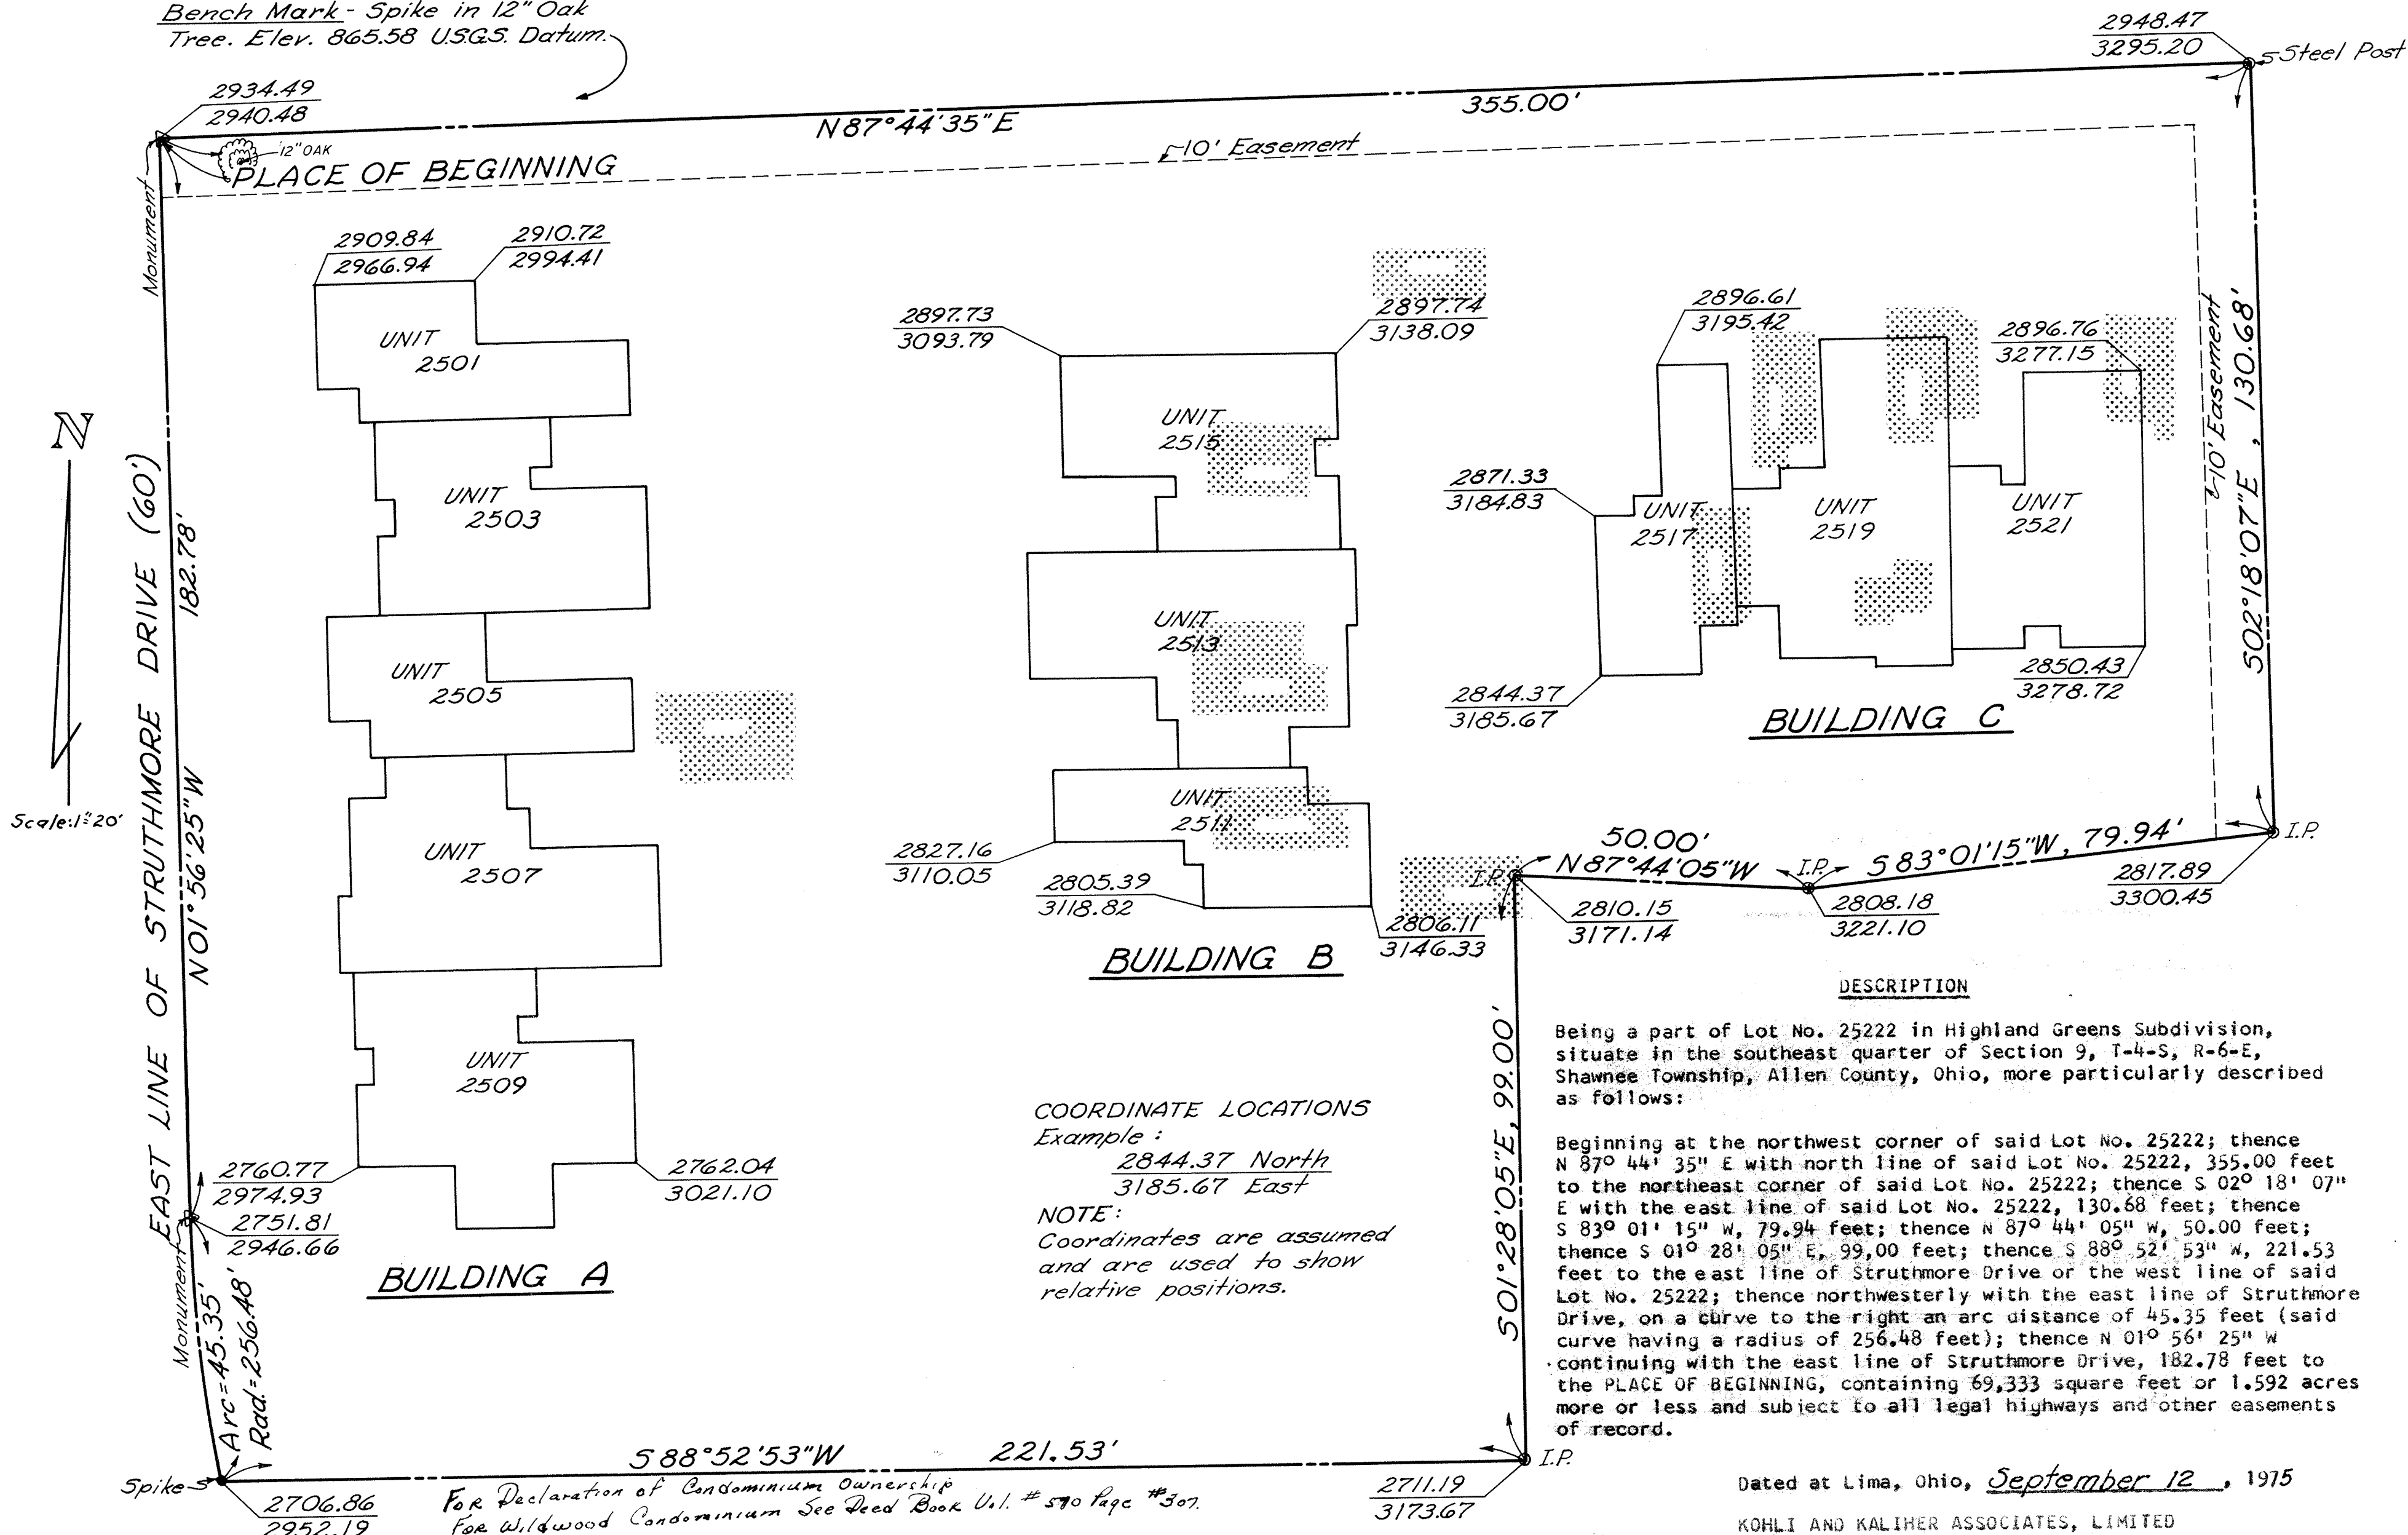 Bench Mark - Spike in 12" Oak
Tree. Elev. 865.58 U.S.G.S. Datum.
2948.47
3295.20
Steel Post
2934.49
2940.48
N87°44'35"E
355.00'
12" OAK
PLACE OF BEGINNING
10' Easement
Monument
2909.84
2966.94
2910.72
2994.41
UNIT
2501
UNIT
2503
UNIT
2505
UNIT
2507
UNIT
2509
2897.73
3093.79
2897.74
3138.09
UNIT
2515
UNIT
2513
UNIT
2511
2896.61
3195.42
2896.76
3277.15
2871.33
3184.83
UNIT
2517
UNIT
2519
UNIT
2521
2844.37
3185.67
2850.43
3278.72
BUILDING C
10' Easement
S02°18'07"E, 130.68'
N
Scale:1"=20'
EAST LINE OF STRUTHMORE DRIVE (60')
182.78'
N01°56'25"W
2827.16
3110.05
2805.39
3118.82
2806.11
3146.33
BUILDING B
I.P.
50.00'
N87°44'05"W
I.P.
S83°01'15"W, 79.94'
I.P.
2810.15
3171.14
2808.18
3221.10
2817.89
3300.45
2760.77
2974.93
2762.04
3021.10
2751.81
2946.66
Monument
BUILDING A
Arc=45.35'
Rad.=256.48'
COORDINATE LOCATIONS
Example:
2844.37 North
3185.67 East
NOTE:
Coordinates are assumed
and are used to show
relative positions.
S01°28'05"E, 99.00'
DESCRIPTION
Being a part of Lot No. 25222 in Highland Greens Subdivision,
situate in the southeast quarter of Section 9, T-4-S, R-6-E,
Shawnee Township, Allen County, Ohio, more particularly described
as follows:
Beginning at the northwest corner of said Lot No. 25222; thence
N 87° 44' 35" E with north line of said Lot No. 25222, 355.00 feet
to the northeast corner of said Lot No. 25222; thence S 02° 18' 07"
E with the east line of said Lot No. 25222, 130.68 feet; thence
S 83° 01' 15" W, 79.94 feet; thence N 87° 44' 05" W, 50.00 feet;
thence S 01° 28' 05" E, 99,00 feet; thence S 88° 52' 53" W, 221.53
feet to the east line of Struthmore Drive or the west line of said
Lot No. 25222; thence northwesterly with the east line of Struthmore
Drive, on a curve to the right an arc distance of 45.35 feet (said
curve having a radius of 256.48 feet); thence N 01° 56' 25" W
continuing with the east line of Struthmore Drive, 182.78 feet to
the PLACE OF BEGINNING, containing 69,333 square feet or 1.592 acres
more or less and subject to all legal highways and other easements
of record.
S88°52'53"W
221.53'
I.P.
Spike
2706.86
2952.19
2711.19
3173.67
For Declaration of Condominium Ownership
For Wildwood Condominium See Deed Book Vol. # 590 Page #307.
Dated at Lima, Ohio, September 12, 1975
KOHLI AND KALIHER ASSOCIATES, LIMITED